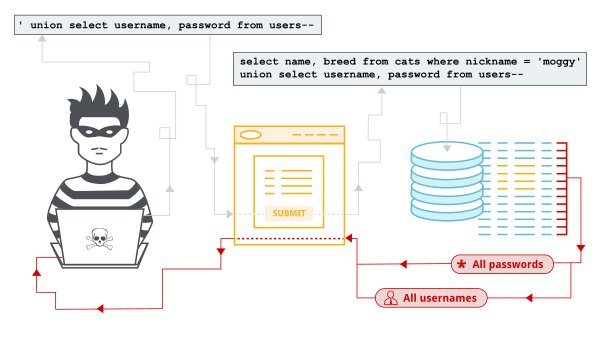 ' union select username, password from users--
select name, breed from cats where nickname = 'moggy'
union select username, password from users--
SUBMIT
* All passwords
All usernames